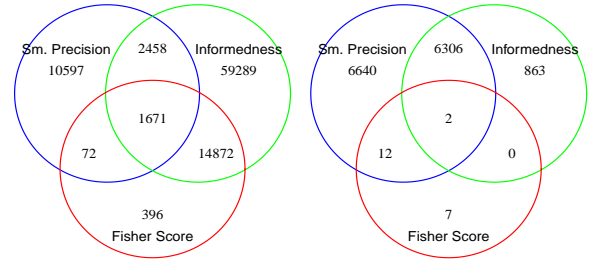 2458
Sm. Precision Informedness
10597 59289
1671
72 14872
396
Fisher Score
6306
Sm. Precision Informedness
6640 863
2
12 0
7
Fisher Score